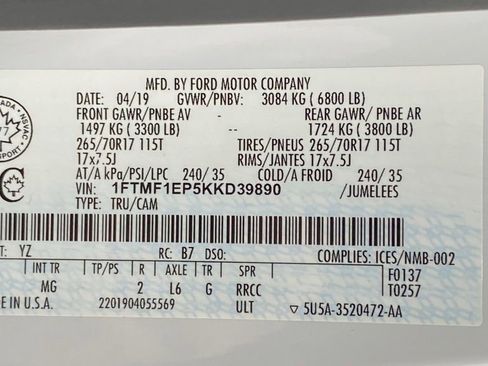 MFD. BY FORD MOTOR COMPANY
DATE: 04/19 GVWR/PNBV: 3084 KG ( 6800 LB)
FRONT GAWR/PNBE AV - REAR GAWR/ PNBE AR
1497 KG ( 3300 LB) 1724 KG ( 3800 LB)
265/70R17 115T TIRES/PNEUS 265/70R17 115T
17x7.5J RIMS/JANTES 17x7.5J
AT/A kPa/PSI/LPC 240/ 35 COLD/A FROID 240/ 35
VIN: 1FTMF1EP5KKD39890 /JUMELEES
TYPE: TRU/CAM
T: YZ RC: B7 DSO: COMPLIANCE: ICES/NMB-002
INT TR TP/PS R AXLE TR SPR F0137
MG 2 L6 G RRCC T0257
DE IN U.S.A. 2201904055569 ULT 5U5A-3520472-AA